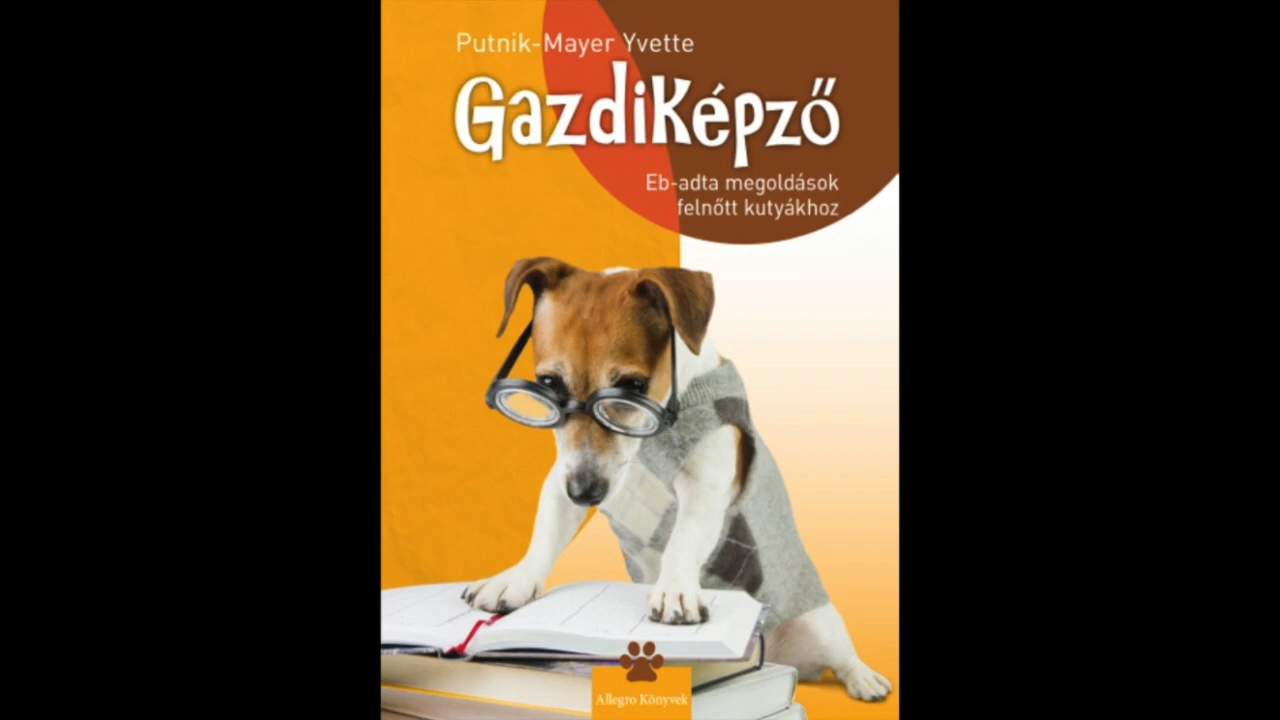 Putnik-Mayer Yvette
GazdiKépző
Eb-adta megoldások
felnőtt kutyákhoz
Allegro Könyvek